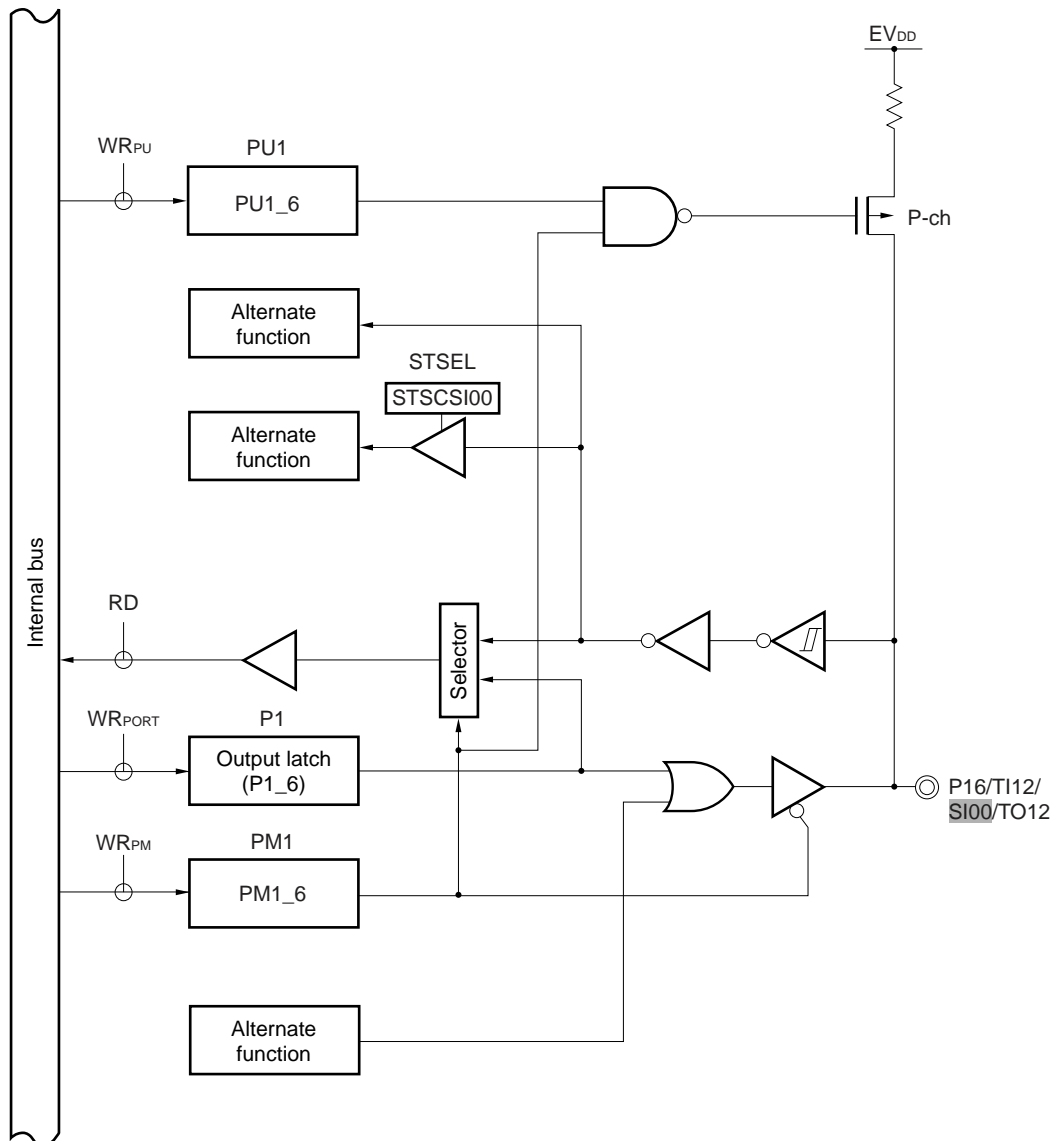 EVDD
WRPU
PU1
PU1_6
P-ch
Alternate
function
STSEL
STSCSI00
Alternate
function
Internal bus
RD
Selector
WRPORT
P1
Output latch
(P1_6)
P16/TI12/
SI00/TO12
WRPM
PM1
PM1_6
Alternate
function